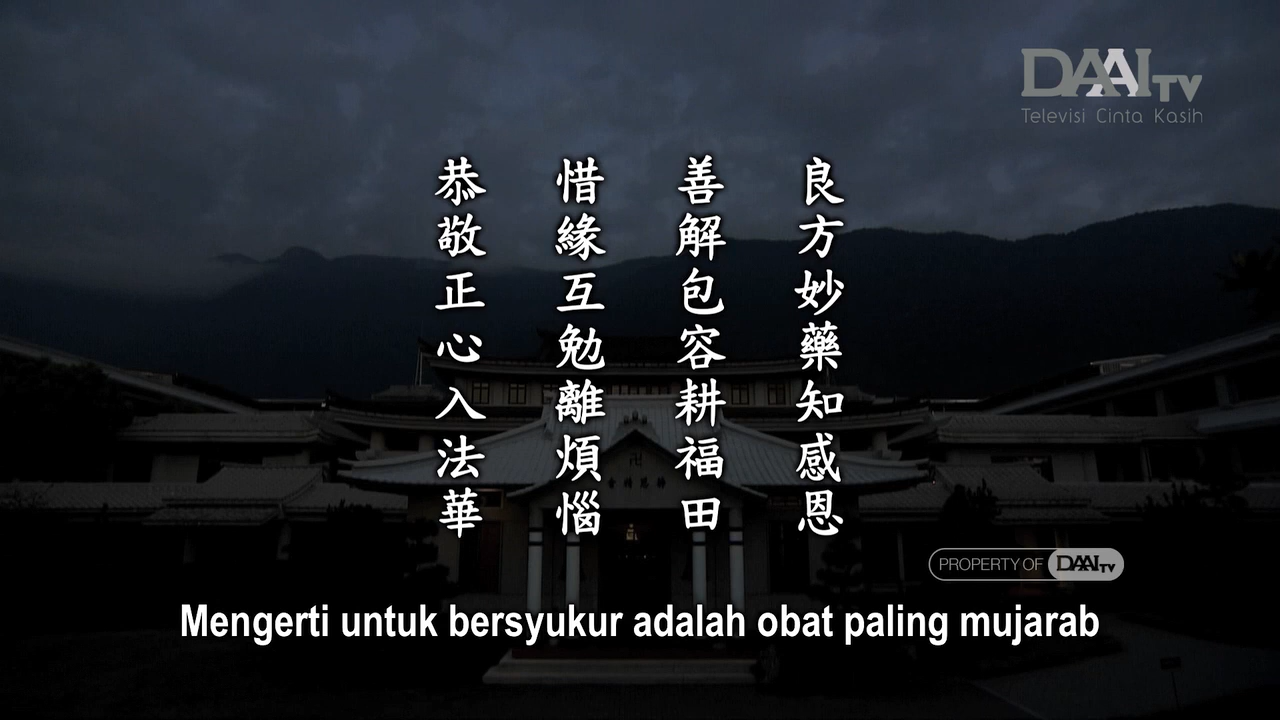 DAAI TV
Televisi Cinta Kasih
良方妙藥知感恩
善解包容耕福田
惜緣互勉離煩惱
恭敬正心入法華
PROPERTY OF DAAI TV
Mengerti untuk bersyukur adalah obat paling mujarab